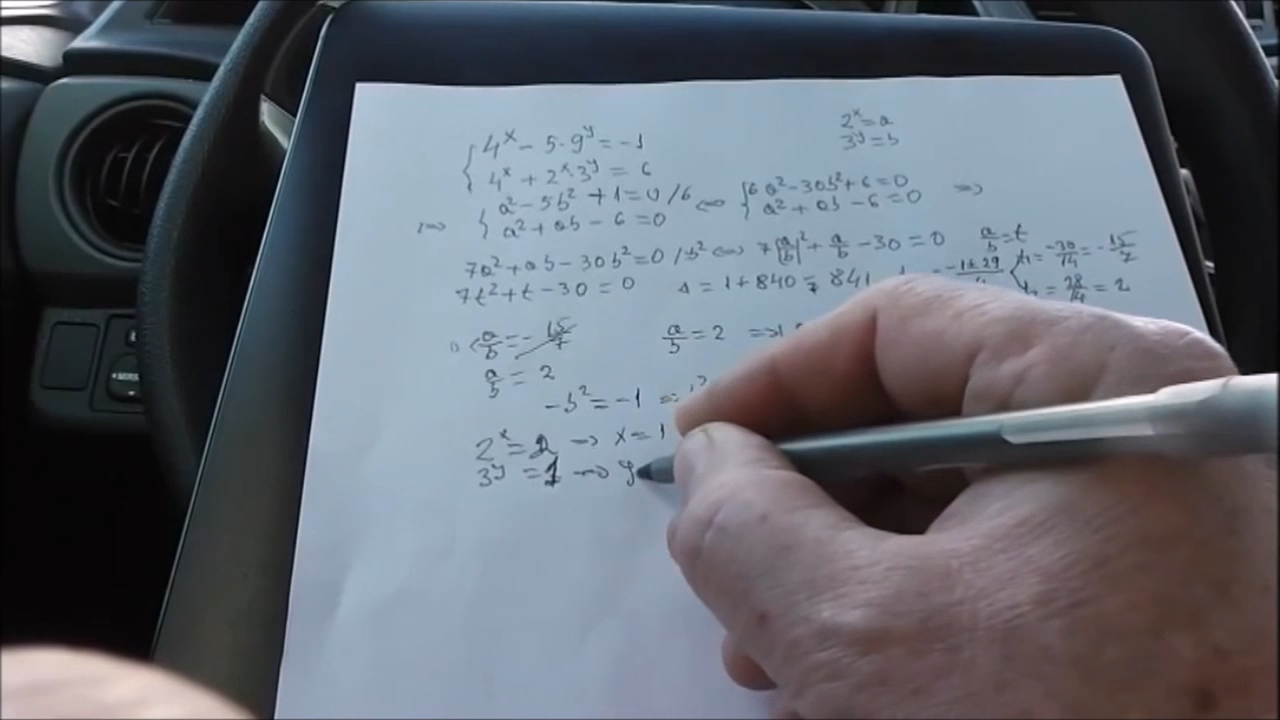 4^x - 5·9^y = -1
2^x = a
4^x + 2^x·3^y = 6
3^y = b
⟺ { a² - 5b² + 1 = 0 /6 ⟺ { 6a² - 30b² + 6 = 0 ⟹
a² + ab - 6 = 0 a² + ab - 6 = 0
7a² + ab - 30b² = 0 /b² ⟺ 7(a/b)² + a/b - 30 = 0 a/b = t
7t² + t - 30 = 0 Δ = 1 + 840 = 841 -1±29 t₁ = -30/14 = -15/7
= 28/14 = 2
a/b = -15/7 a/b = 2 ⟹
a/b = 2
-b² = -1 ⟹
2^x = 2 ⟹ x = 1
3^y = 1 ⟹ y